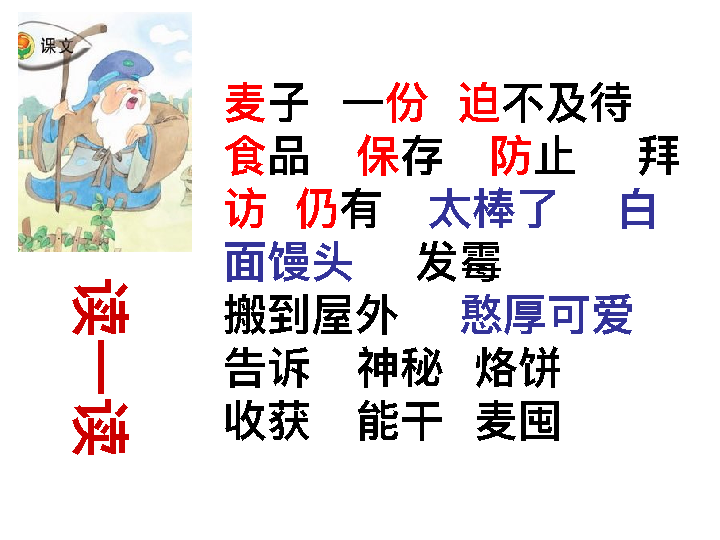 课文
麦子 一份 迫不及待
食品 保存 防止 拜
访 仍有 太棒了 白
面馒头 发霉
搬到屋外 憨厚可爱
告诉 神秘 烙饼
收获 能干 麦囤
读一读